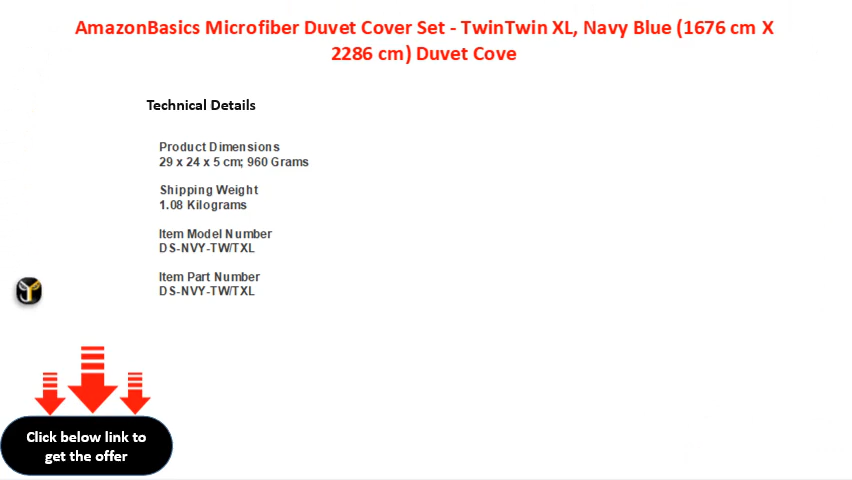 AmazonBasics Microfiber Duvet Cover Set - TwinTwin XL, Navy Blue (1676 cm X
2286 cm) Duvet Cove
Technical Details
Product Dimensions
29 x 24 x 5 cm; 960 Grams
Shipping Weight
1.08 Kilograms
Item Model Number
DS-NVY-TW/TXL
Item Part Number
DS-NVY-TW/TXL
Click below link to
get the offer